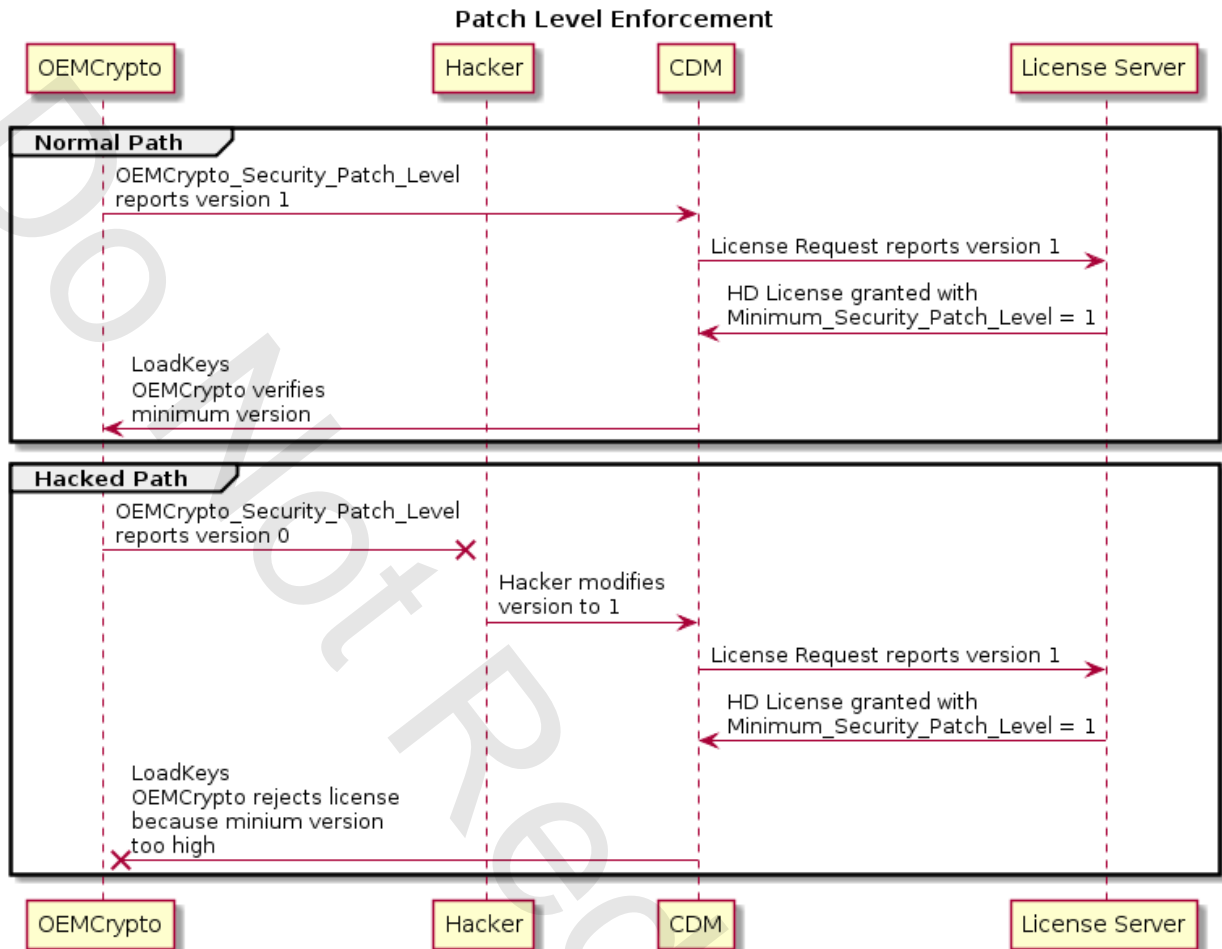 Patch Level Enforcement
OEMCrypto
Hacker
CDM
License Server
Normal Path
OEMCrypto_Security_Patch_Level
reports version 1
License Request reports version 1
HD License granted with
Minimum_Security_Patch_Level = 1
LoadKeys
OEMCrypto verifies
minimum version
Hacked Path
OEMCrypto_Security_Patch_Level
reports version 0
Hacker modifies
version to 1
License Request reports version 1
HD License granted with
Minimum_Security_Patch_Level = 1
LoadKeys
OEMCrypto rejects license
because minium version
too high
OEMCrypto
Hacker
CDM
License Server
Do Not Red